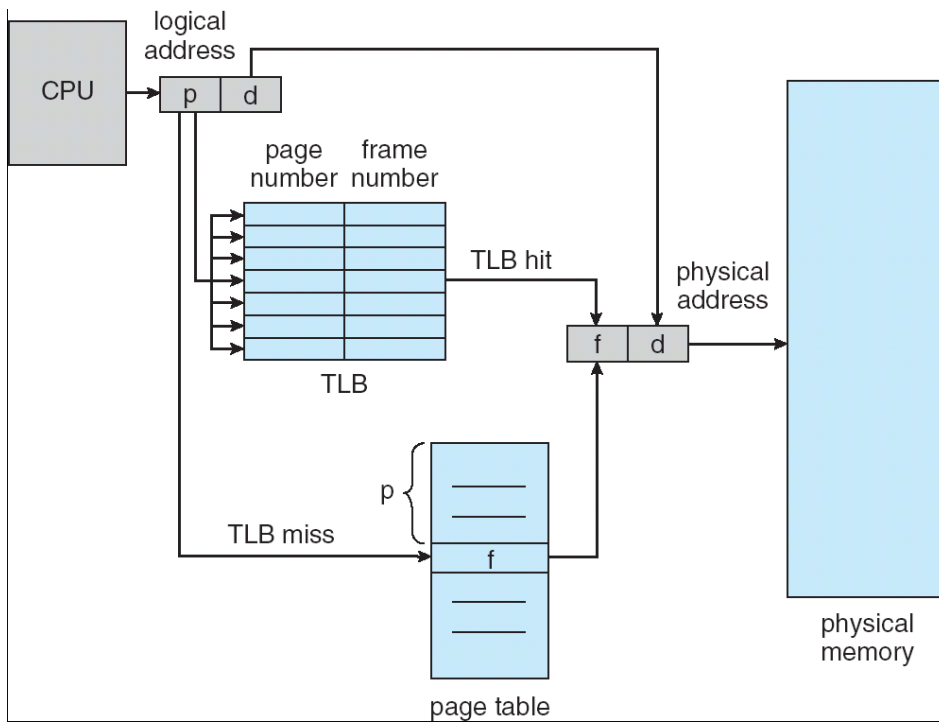 logical
address
CPU
p d
page
number
frame
number
TLB hit
physical
address
f d
TLB
p
TLB miss
f
physical
memory
page table